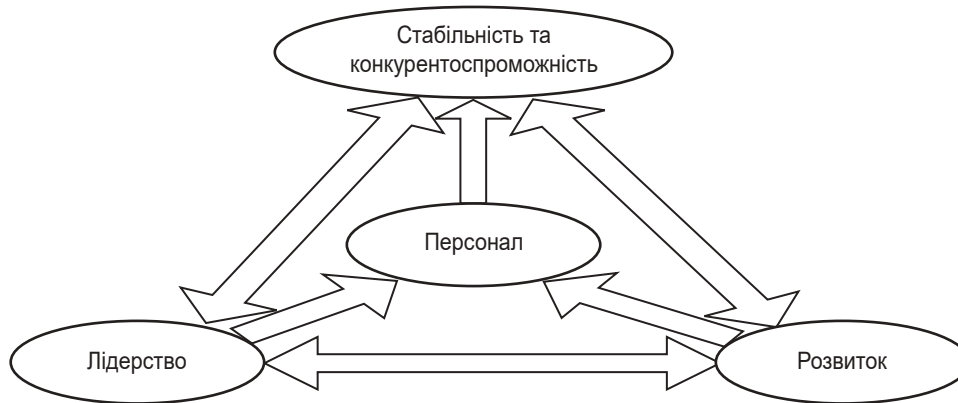 Стабільність та
конкурентоспроможність
Персонал
Лідерство
Розвиток